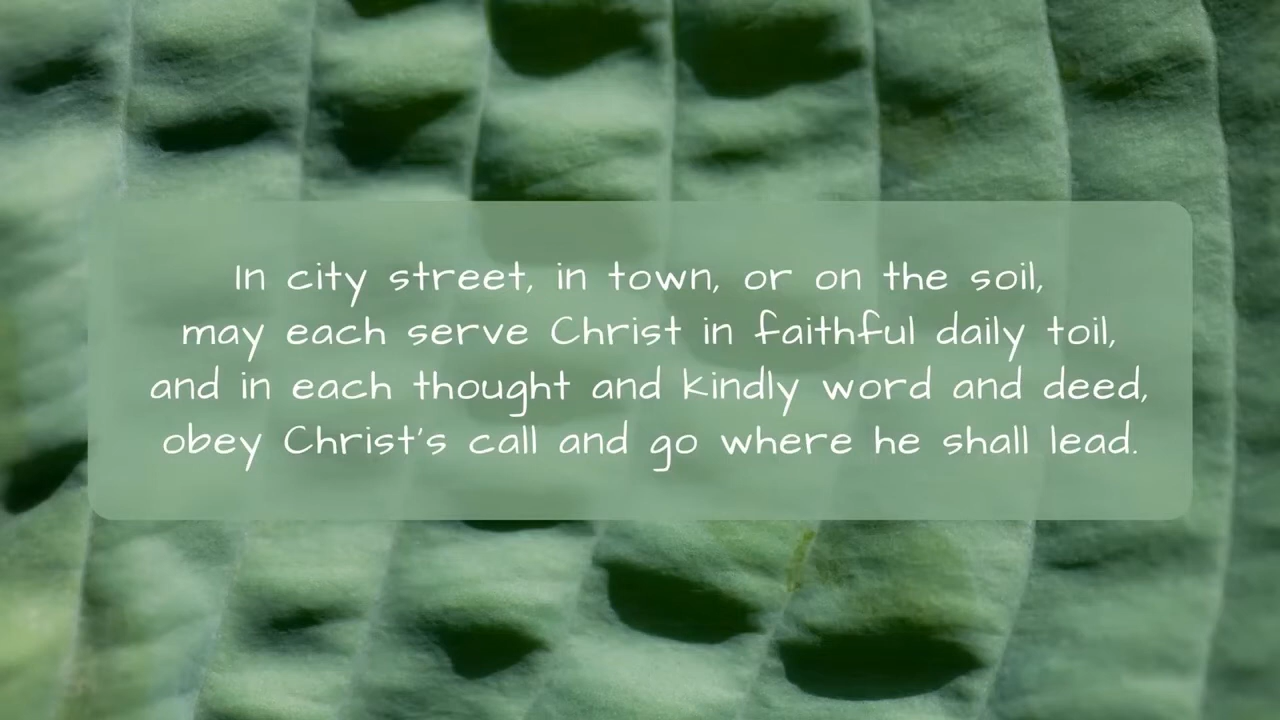 In city street, in town, or on the soil,
may each serve Christ in faithful daily toil,
and in each thought and kindly word and deed,
obey Christ's call and go where he shall lead.